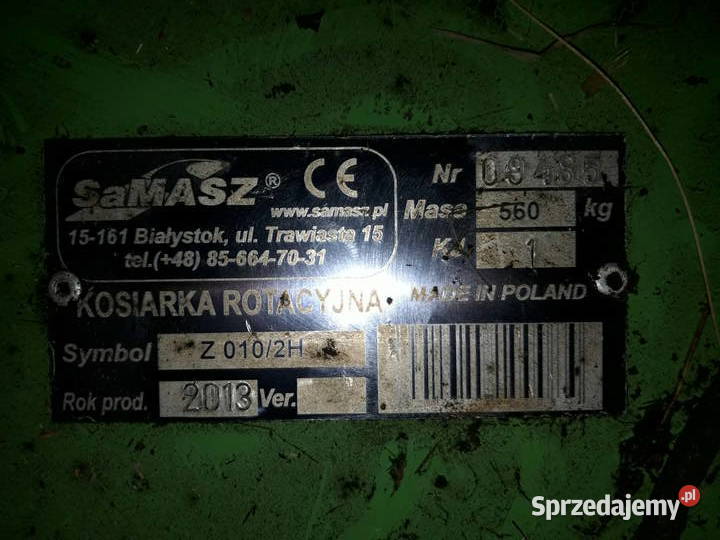 SaMASZ® CE
www.samasz.pl
15-161 Białystok, ul. Trawiasta 15
tel.(+48) 85-664-70-31
Nr 09485
Masa 560 kg
KJ 1
KOSIARKA ROTACYJNA MADE IN POLAND
Symbol Z 010/2H
Rok prod. 2013 Ver.
Sprzedajemy.pl